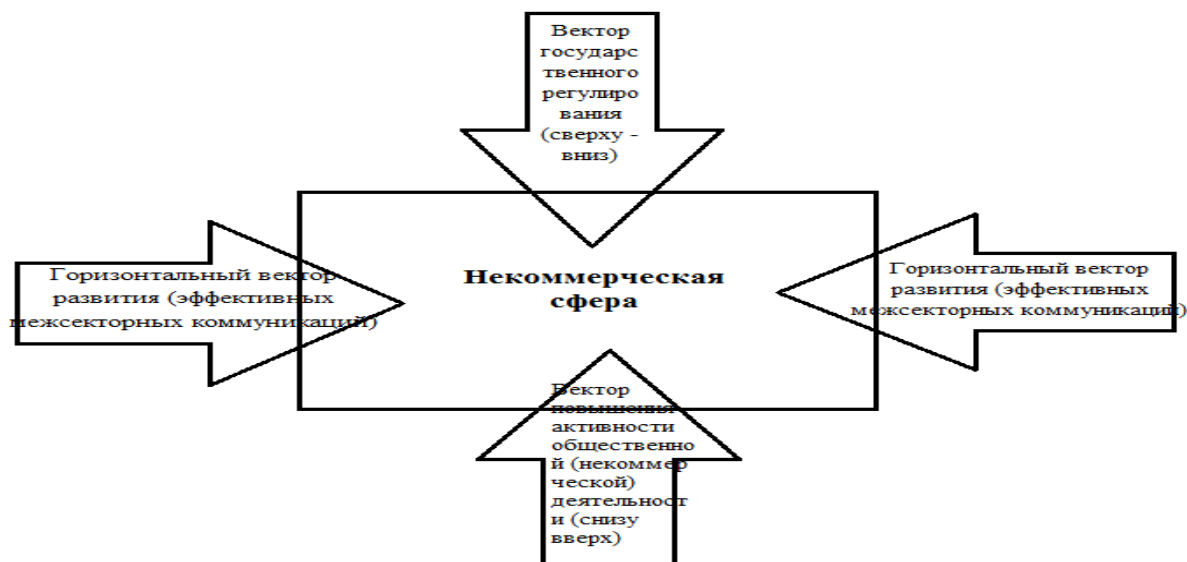 Вектор
государс
твенного
регулиро
вания
(сверху -
вниз)
Горизонтальный вектор
развития (эффективных
межсекторных коммуникаций)
Некоммерческая
сфера
Горизонтальный вектор
развития (эффективных
межсекторных коммуникаций)
Вектор
повышения
активности
общественно
й (некоммер
ческой)
деятельност
и (снизу
вверх)